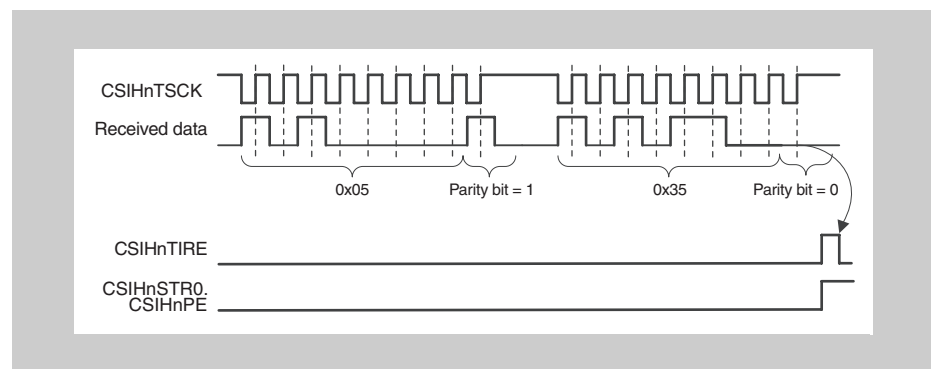 CSIHnTSCK
Received data
0x05
Parity bit = 1
0x35
Parity bit = 0
CSIHnTIRE
CSIHnSTR0.
CSIHnPE